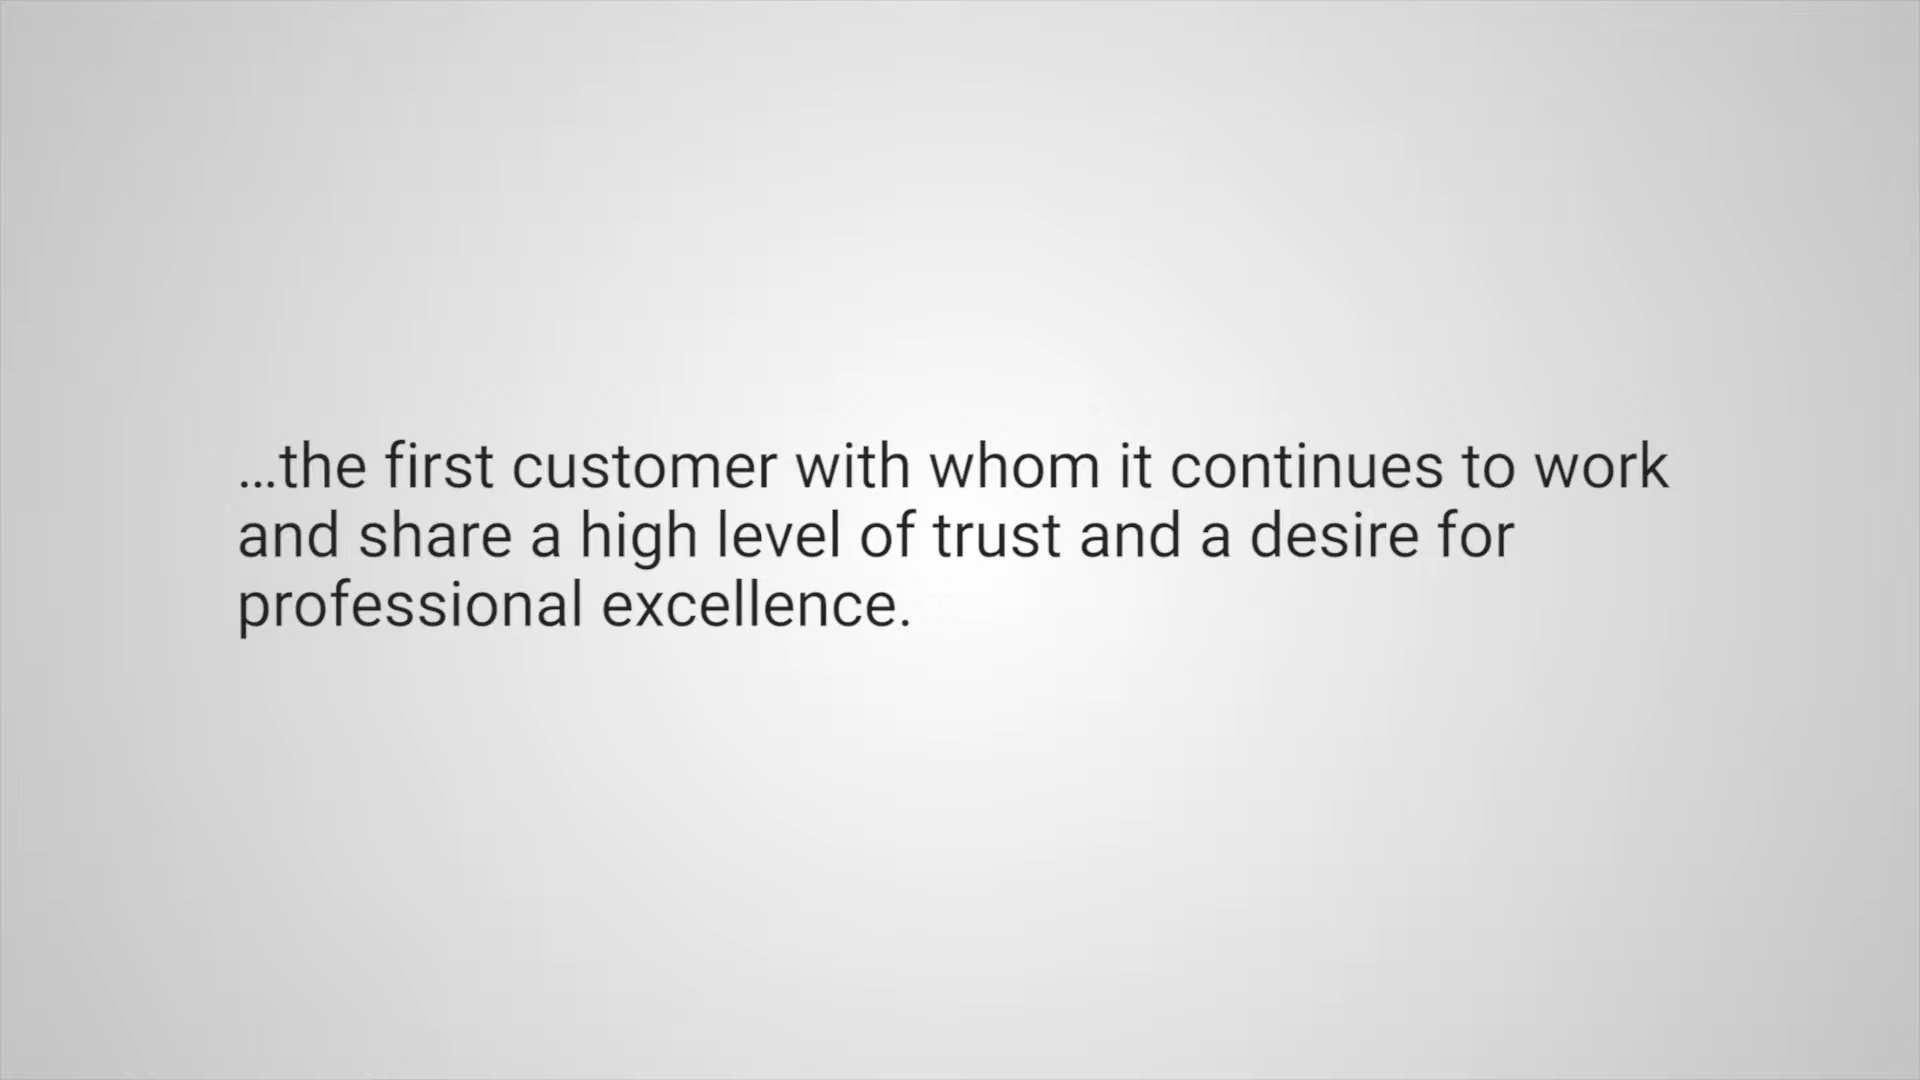 ...the first customer with whom it continues to work
and share a high level of trust and a desire for
professional excellence.